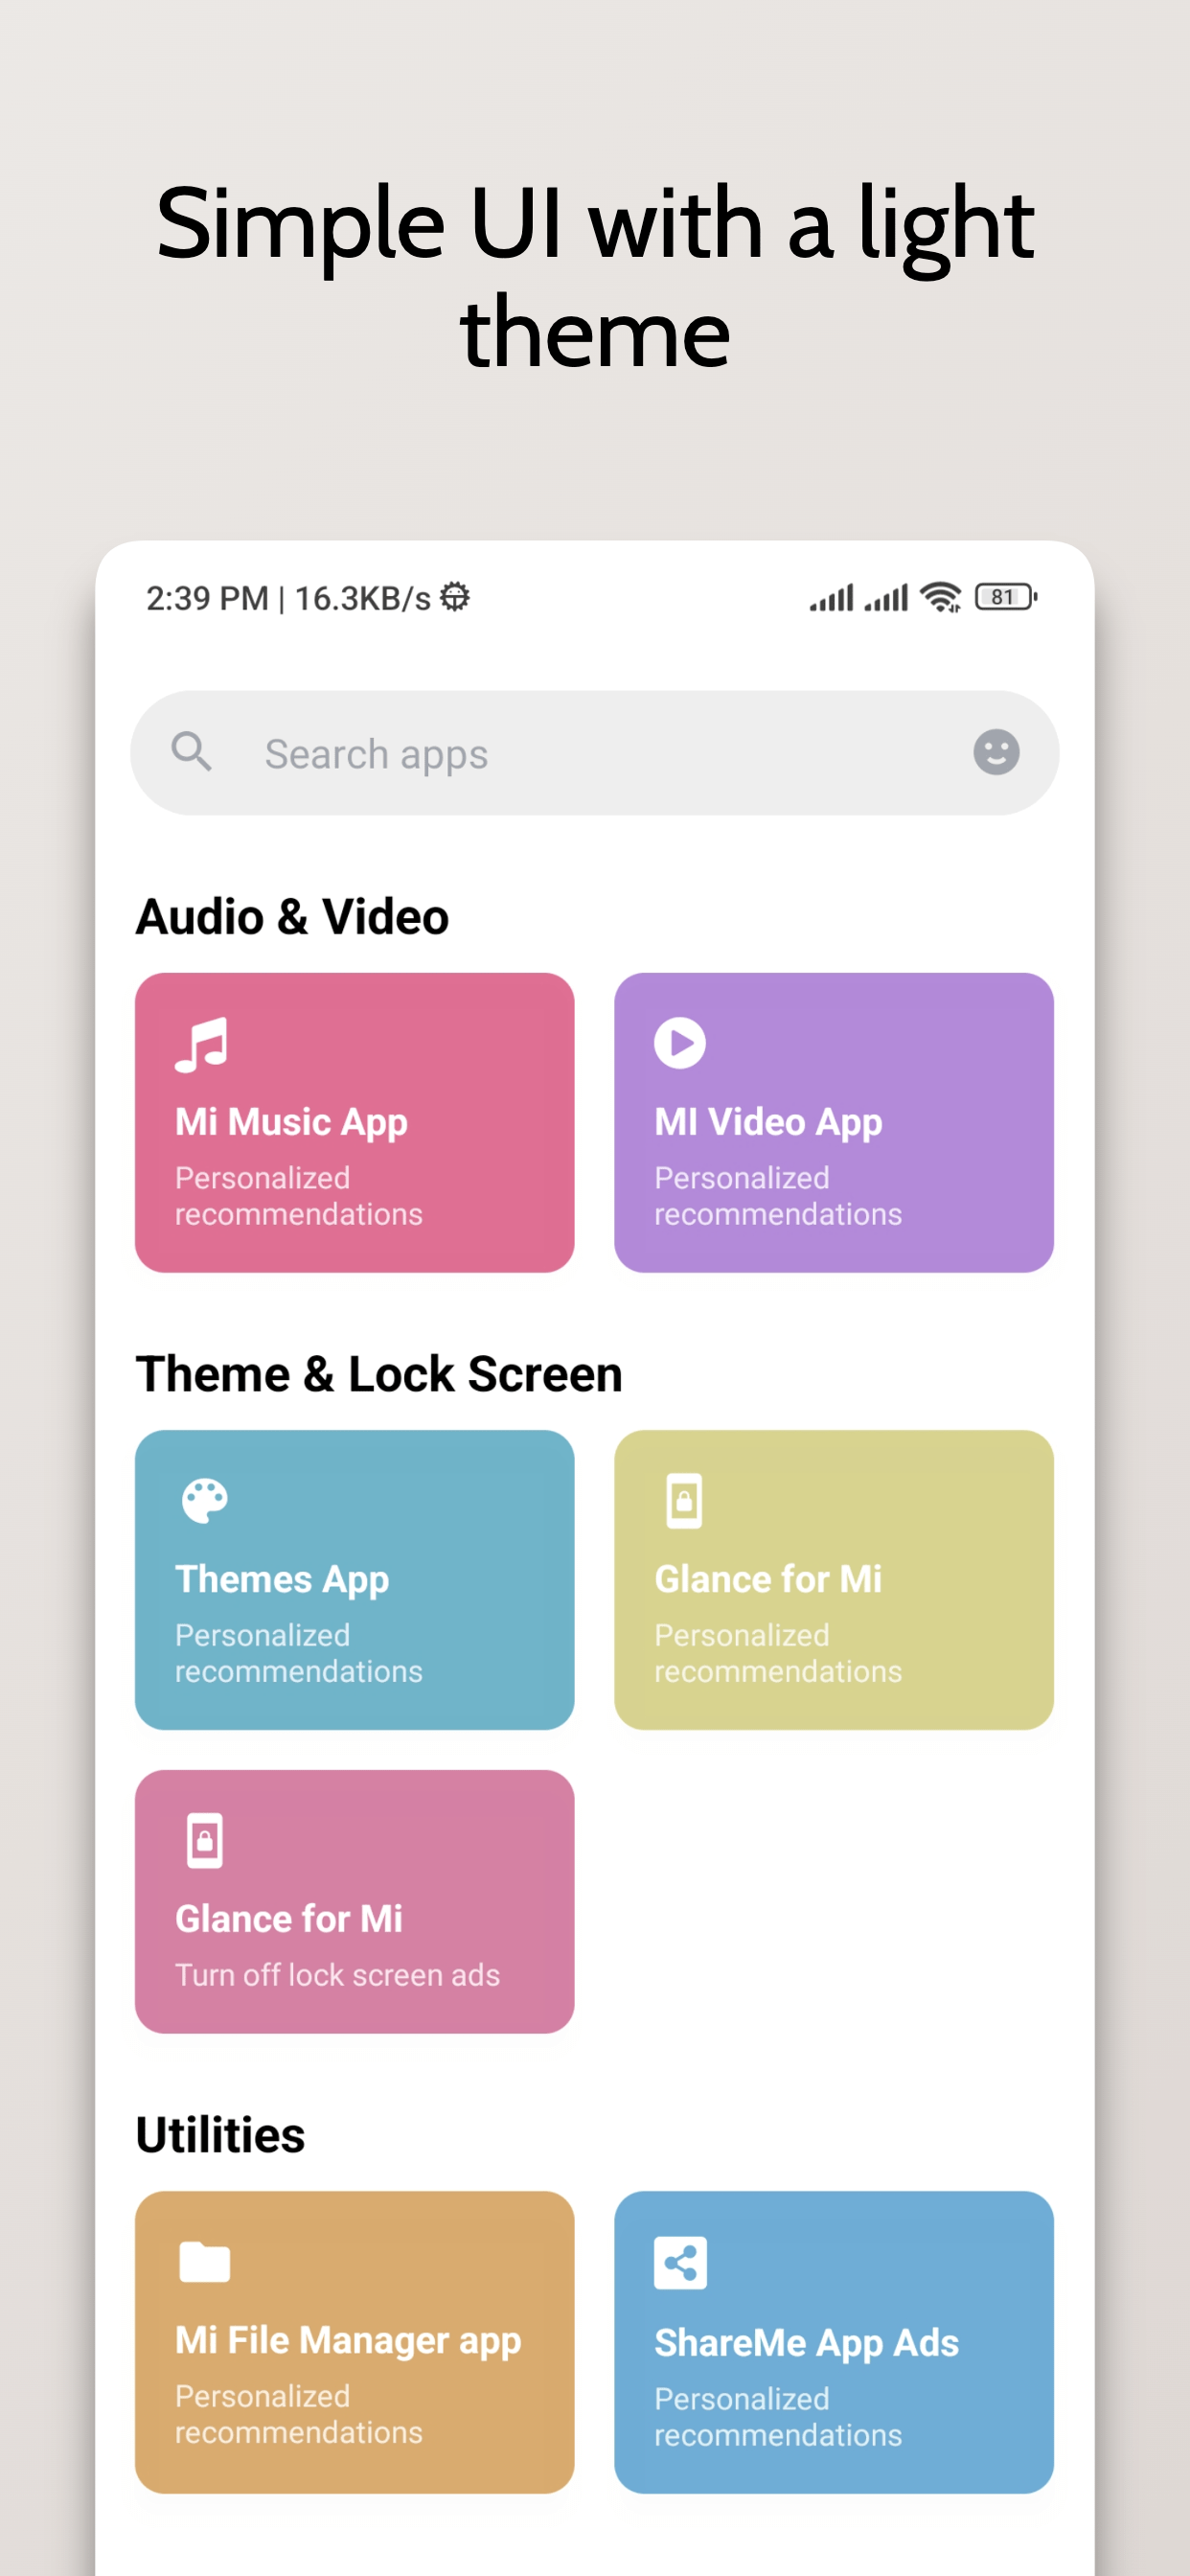 Simple UI with a light
theme
2:39 PM | 16.3KB/s
81
Search apps
Audio & Video
Mi Music App
Personalized
recommendations
MI Video App
Personalized
recommendations
Theme & Lock Screen
Themes App
Personalized
recommendations
Glance for Mi
Personalized
recommendations
Glance for Mi
Turn off lock screen ads
Utilities
Mi File Manager app
Personalized
recommendations
ShareMe App Ads
Personalized
recommendations